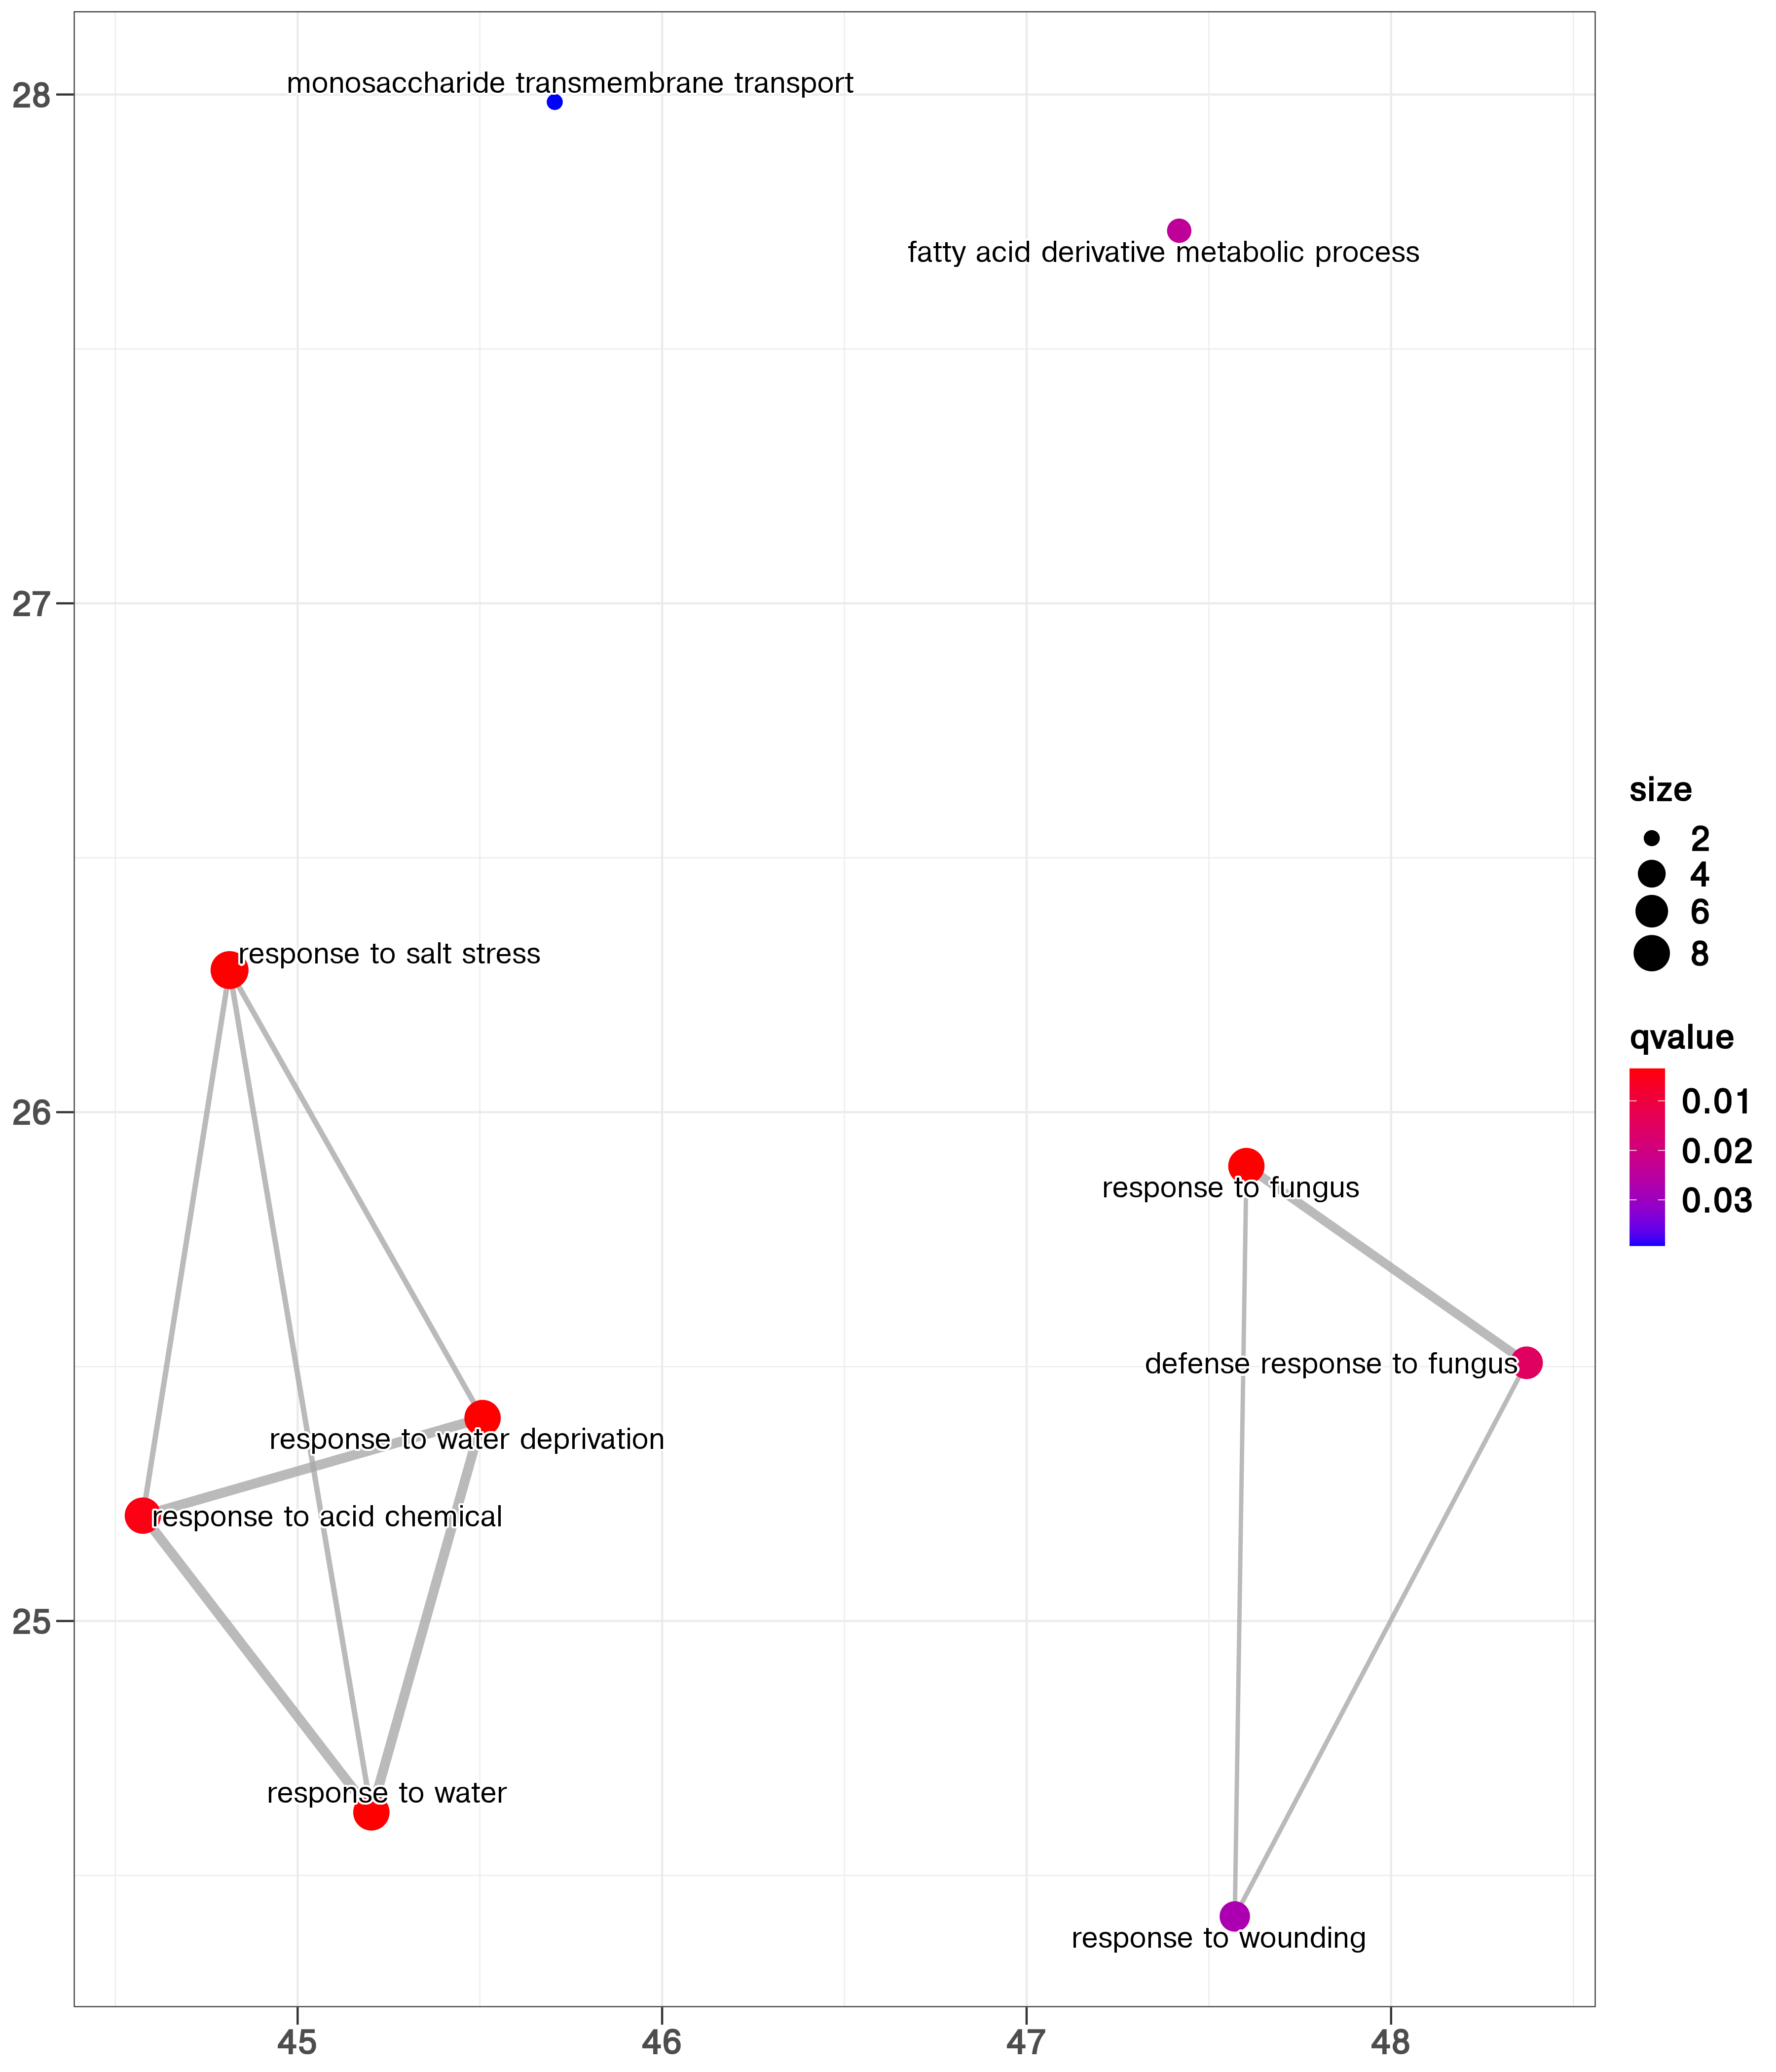 monosaccharide transmembrane transport
fatty acid derivative metabolic process
response to salt stress
response to fungus
defense response to fungus
response to water deprivation
response to acid chemical
response to water
response to wounding
28
27
26
25
45
46
47
48
size
2
4
6
8
qvalue
0.01
0.02
0.03